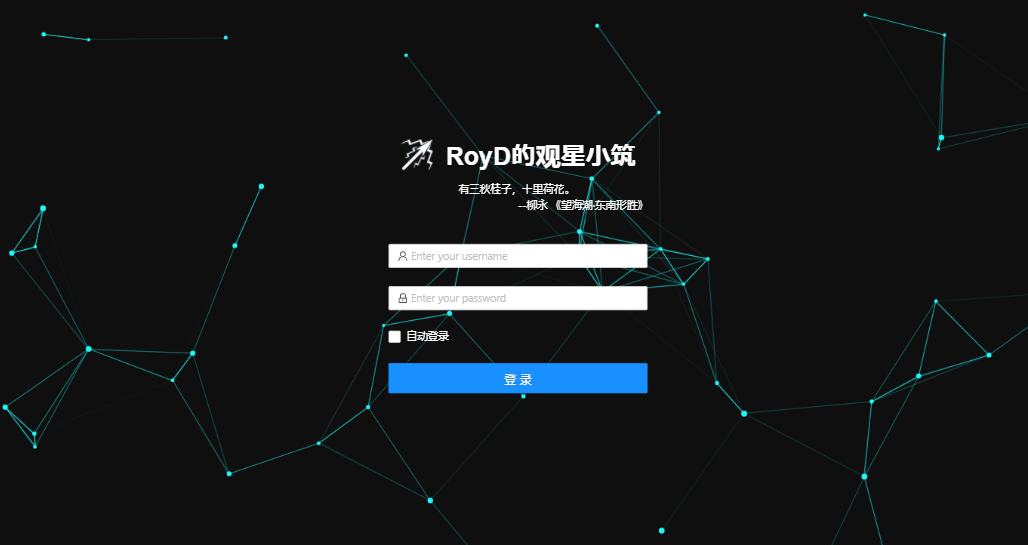 RoyD的观星小筑
有三秋桂子，十里荷花。
--柳永《望海潮·东南形胜》
Enter your username
Enter your password
自动登录
登 录